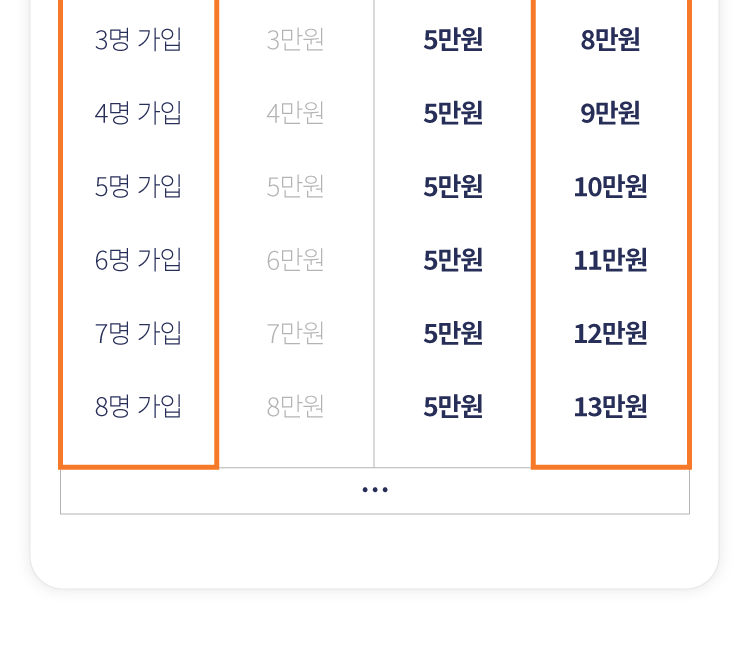 3명 가입 3만원 5만원 8만원
4명 가입 4만원 5만원 9만원
5명 가입 5만원 5만원 10만원
6명 가입 6만원 5만원 11만원
7명 가입 7만원 5만원 12만원
8명 가입 8만원 5만원 13만원
...